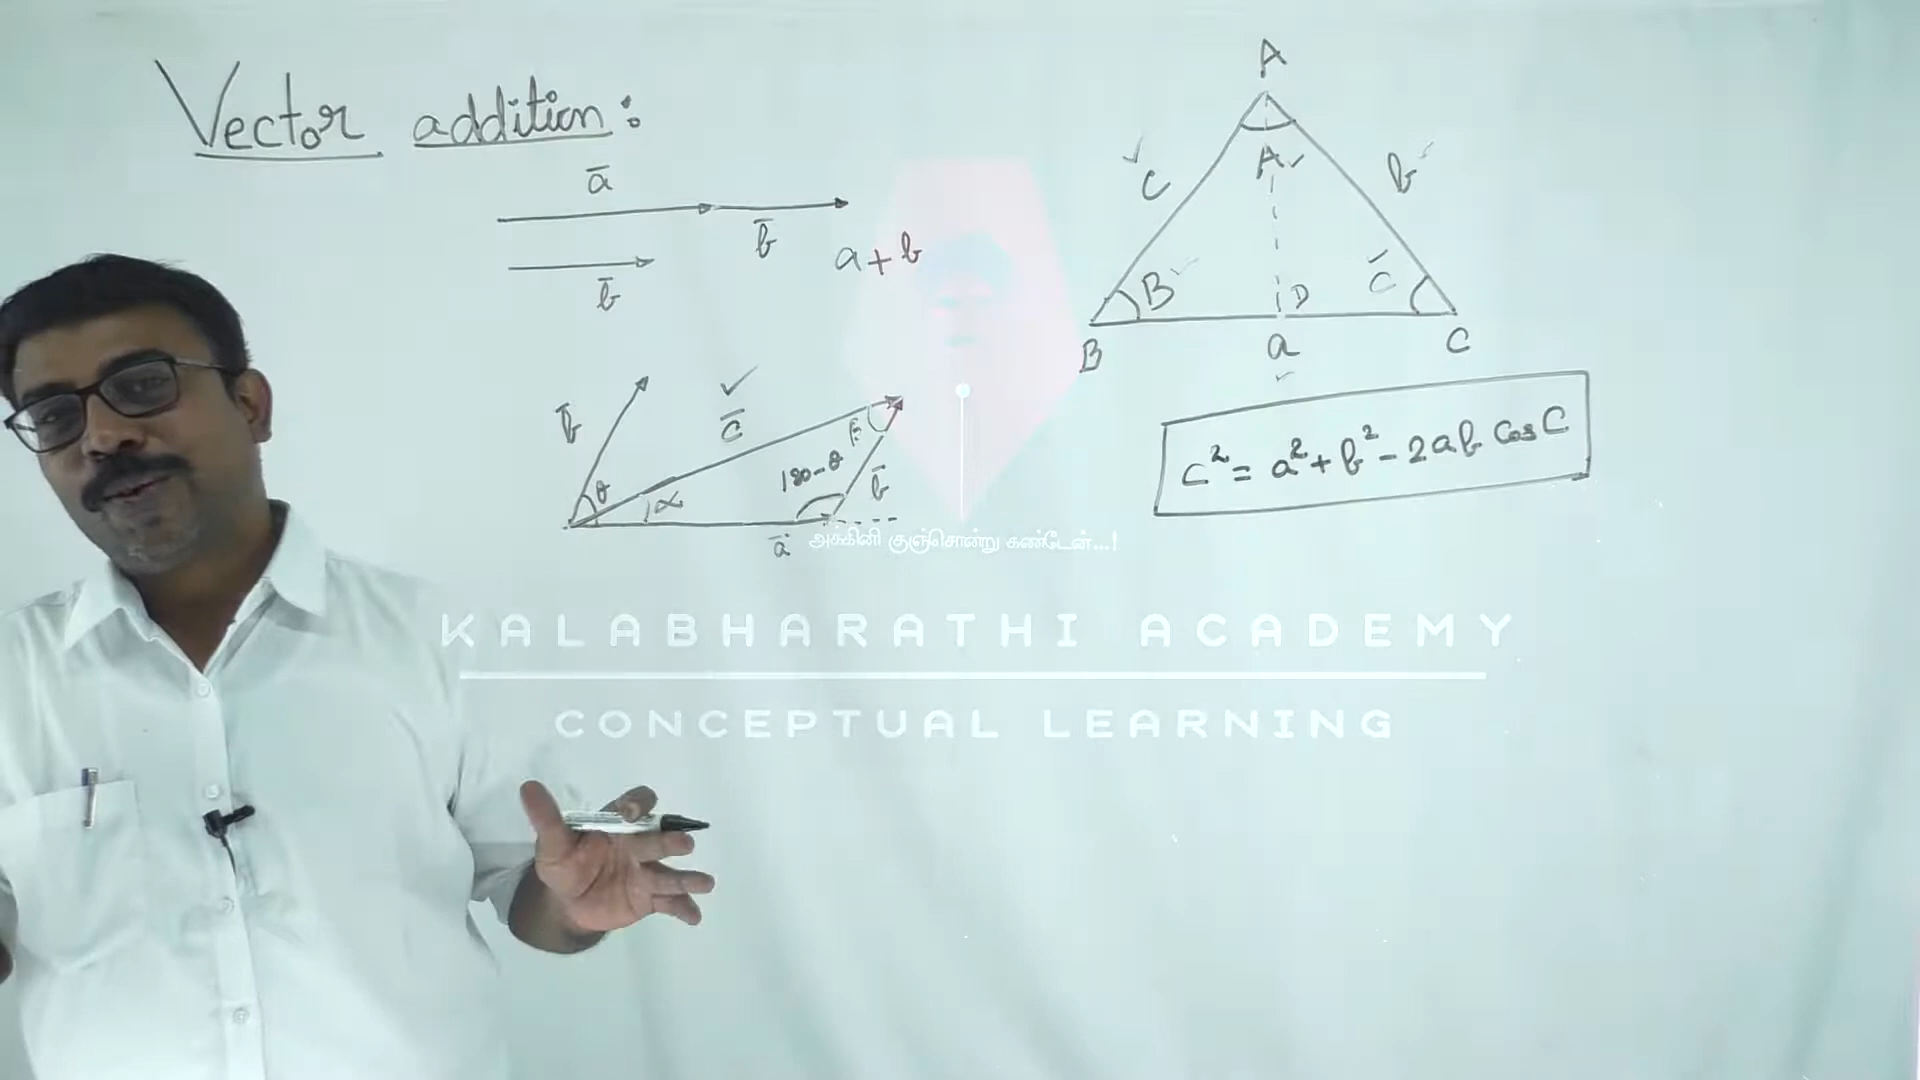 Vector addition:
a̅
b̅
a + b
b̅
b̅
c̅
θ
α
β
180 - θ
b̅
a̅
A
A
c
b
B
C
D
B
a
C
c² = a² + b² - 2ab Cos C
அக்கினி குஞ்சொன்று கண்டேன்...!
KALABHARATHI ACADEMY
CONCEPTUAL LEARNING